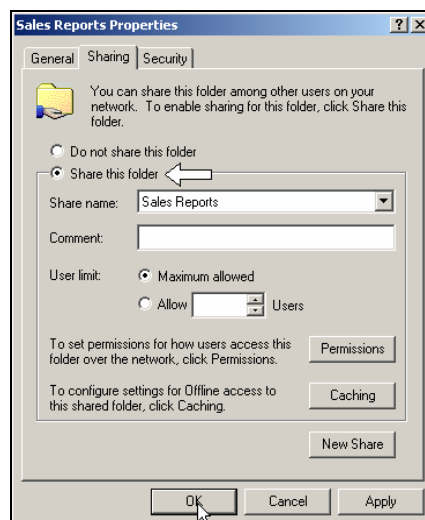 Sales Reports Properties
? X
General Sharing Security
You can share this folder among other users on your
network. To enable sharing for this folder, click Share this
folder.
Do not share this folder
Share this folder
Share name: Sales Reports
Comment:
User limit: Maximum allowed
Allow Users
To set permissions for how users access this
folder over the network, click Permissions.
Permissions
To configure settings for Offline access to
this shared folder, click Caching.
Caching
New Share
OK Cancel Apply